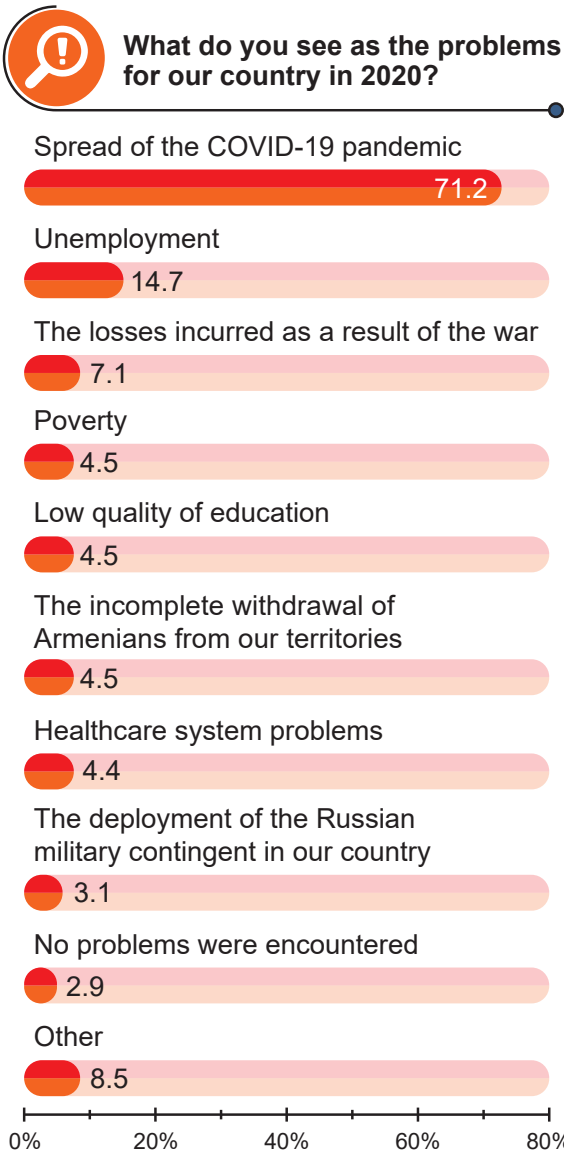 What do you see as the problems
for our country in 2020?
Spread of the COVID-19 pandemic
71.2
Unemployment
14.7
The losses incurred as a result of the war
7.1
Poverty
4.5
Low quality of education
4.5
The incomplete withdrawal of
Armenians from our territories
4.5
Healthcare system problems
4.4
The deployment of the Russian
military contingent in our country
3.1
No problems were encountered
2.9
Other
8.5
0% 20% 40% 60% 80%